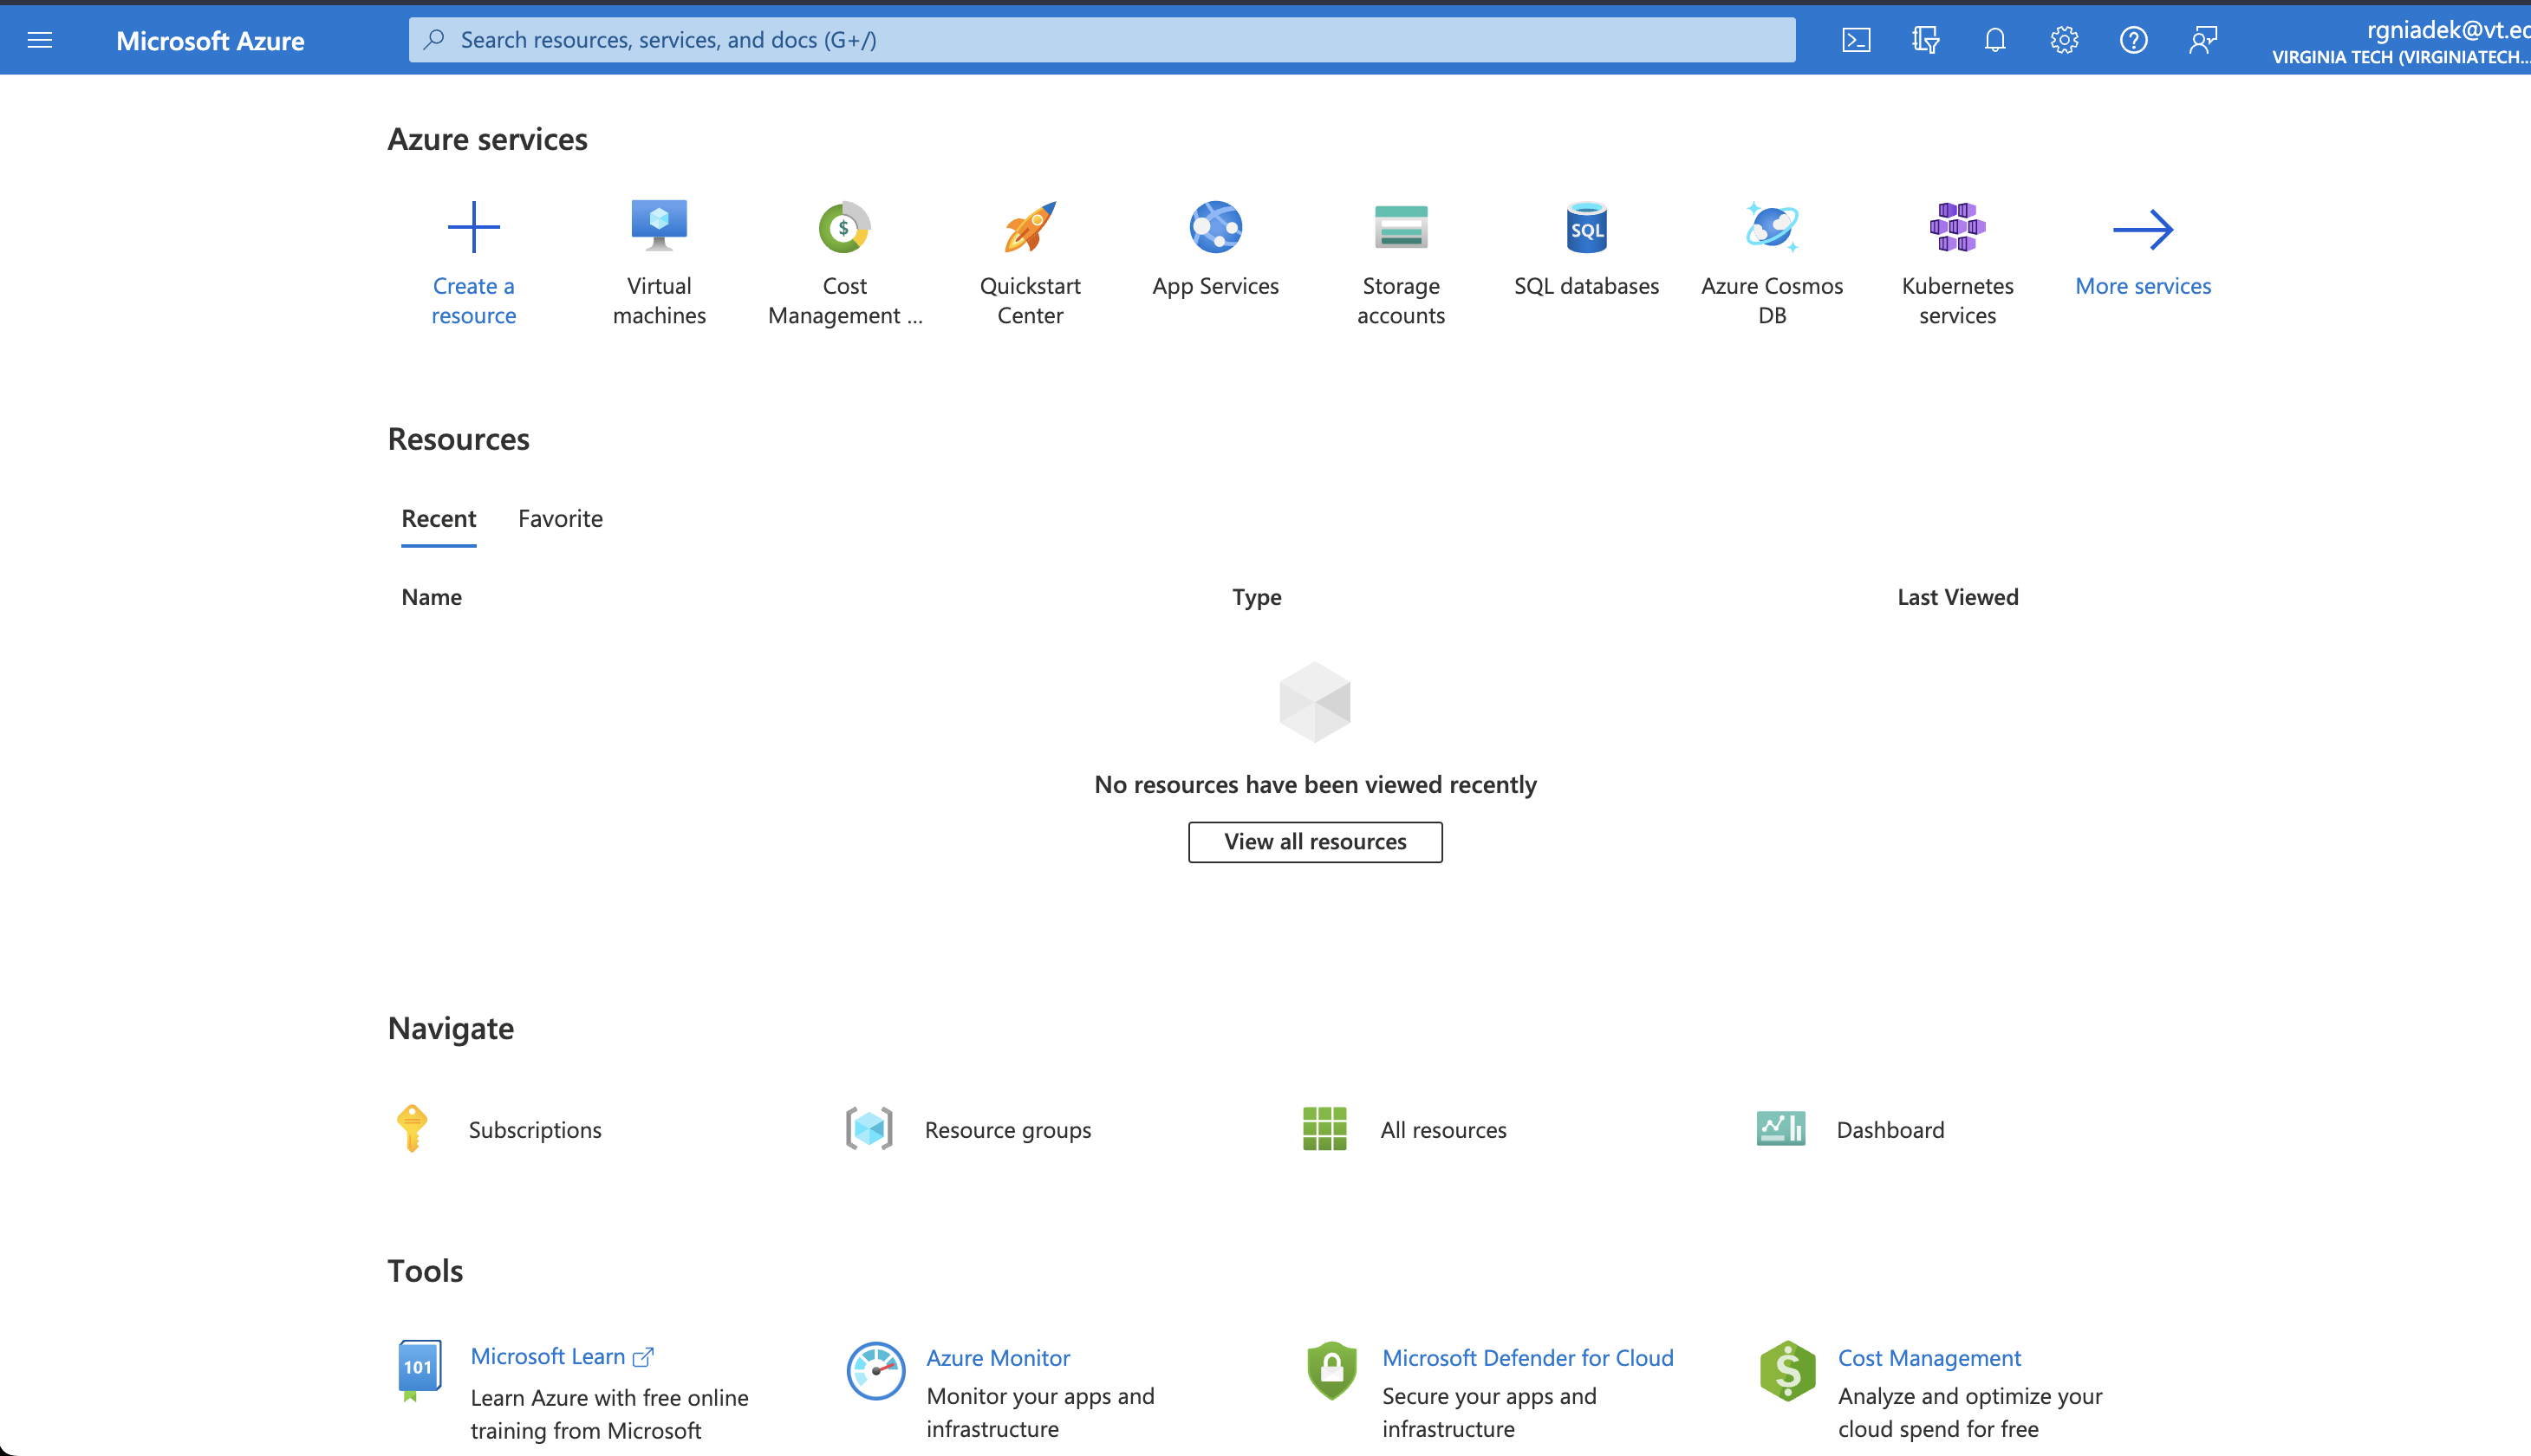 Microsoft Azure
Search resources, services, and docs (G+/)
rgniadek@vt.ed
VIRGINIA TECH (VIRGINIATECH...
Azure services
Create a
resource
Virtual
machines
Cost
Management ...
Quickstart
Center
App Services
Storage
accounts
SQL
SQL databases
Azure Cosmos
DB
Kubernetes
services
More services
Resources
Recent
Favorite
Name
Type
Last Viewed
No resources have been viewed recently
View all resources
Navigate
Subscriptions
Resource groups
All resources
Dashboard
Tools
101
Microsoft Learn
Learn Azure with free online
training from Microsoft
Azure Monitor
Monitor your apps and
infrastructure
Microsoft Defender for Cloud
Secure your apps and
infrastructure
Cost Management
Analyze and optimize your
cloud spend for free